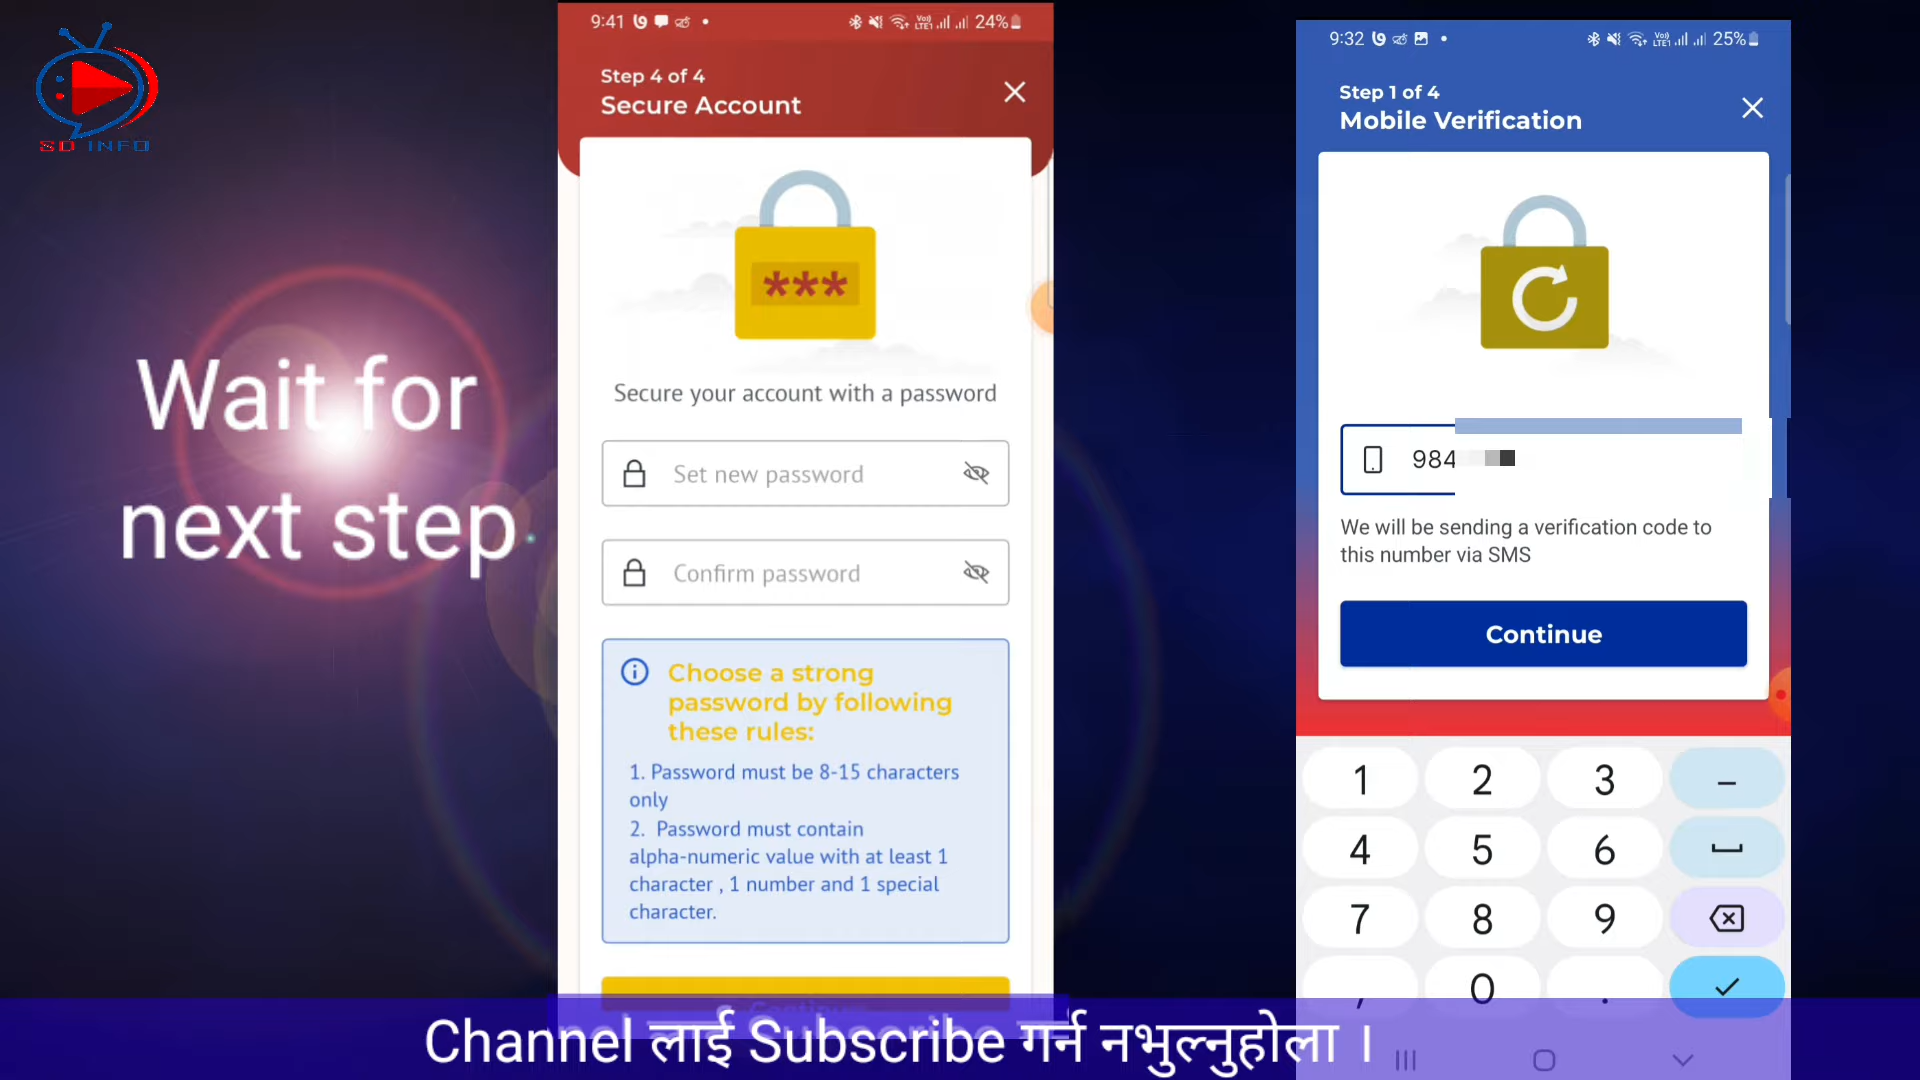 SD INFO
Wait for
next step
9:41
24%
Step 4 of 4
Secure Account
***
Secure your account with a password
Set new password
Confirm password
Choose a strong
password by following
these rules:
1. Password must be 8-15 characters
only
2. Password must contain
alpha-numeric value with at least 1
character , 1 number and 1 special
character.
9:32
25%
Step 1 of 4
Mobile Verification
984
We will be sending a verification code to
this number via SMS
Continue
1 2 3 –
4 5 6
7 8 9
, 0 .
Channel लाई Subscribe गर्न नभुल्नुहोला ।